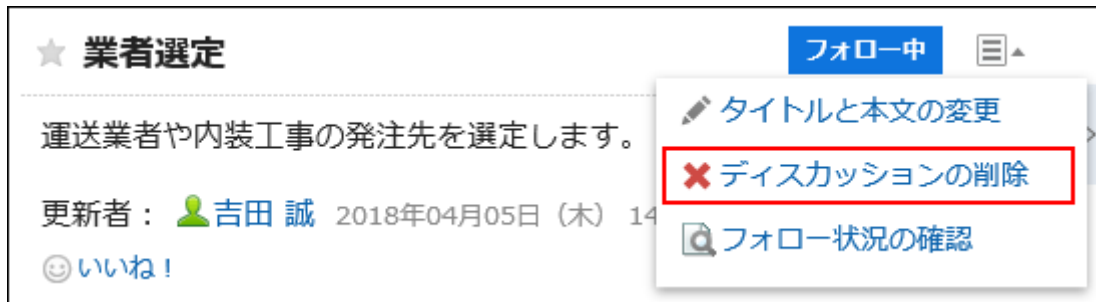 業者選定
フォロー中
タイトルと本文の変更
運送業者や内装工事の発注先を選定します。
ディスカッションの削除
更新者： 吉田 誠 2018年04月05日（木） 14
フォロー状況の確認
いいね！